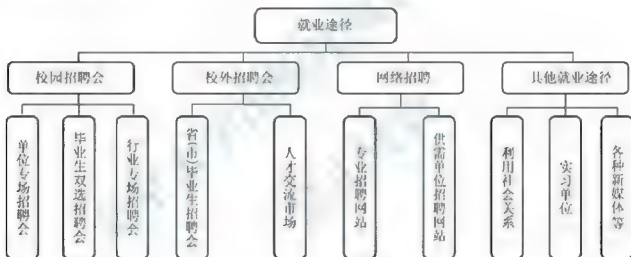 就业途径
校园招聘会
校外招聘会
网络招聘
其他就业途径
单位专场招聘会
毕业生双选招聘会
行业专场招聘会
省(市)毕业生招聘会
人才交流市场
专业招聘网站
供需单位招聘网站
利用社会关系
实习单位
各种新媒体等